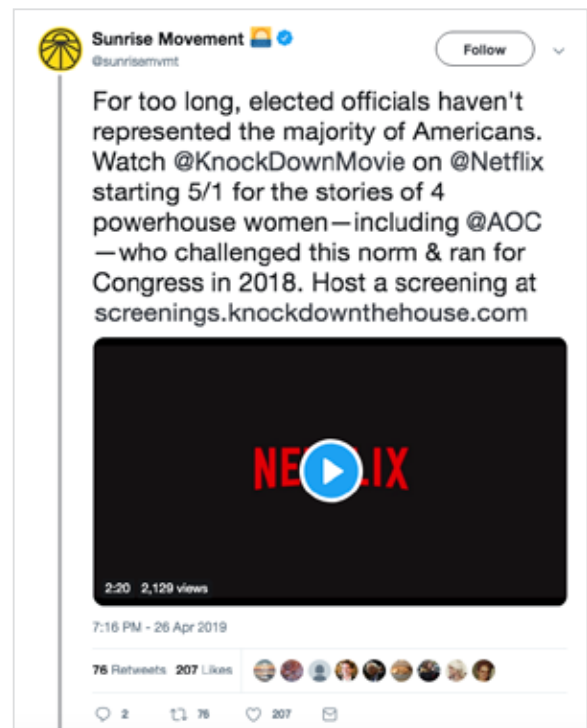 Sunrise Movement 🌅
@sunrisemvmt
Follow
For too long, elected officials haven't
represented the majority of Americans.
Watch @KnockDownMovie on @Netflix
starting 5/1 for the stories of 4
powerhouse women—including @AOC
—who challenged this norm & ran for
Congress in 2018. Host a screening at
screenings.knockdownthehouse.com
NETFLIX
2:20 2,129 views
7:16 PM - 26 Apr 2019
76 Retweets 207 Likes
2 76 207